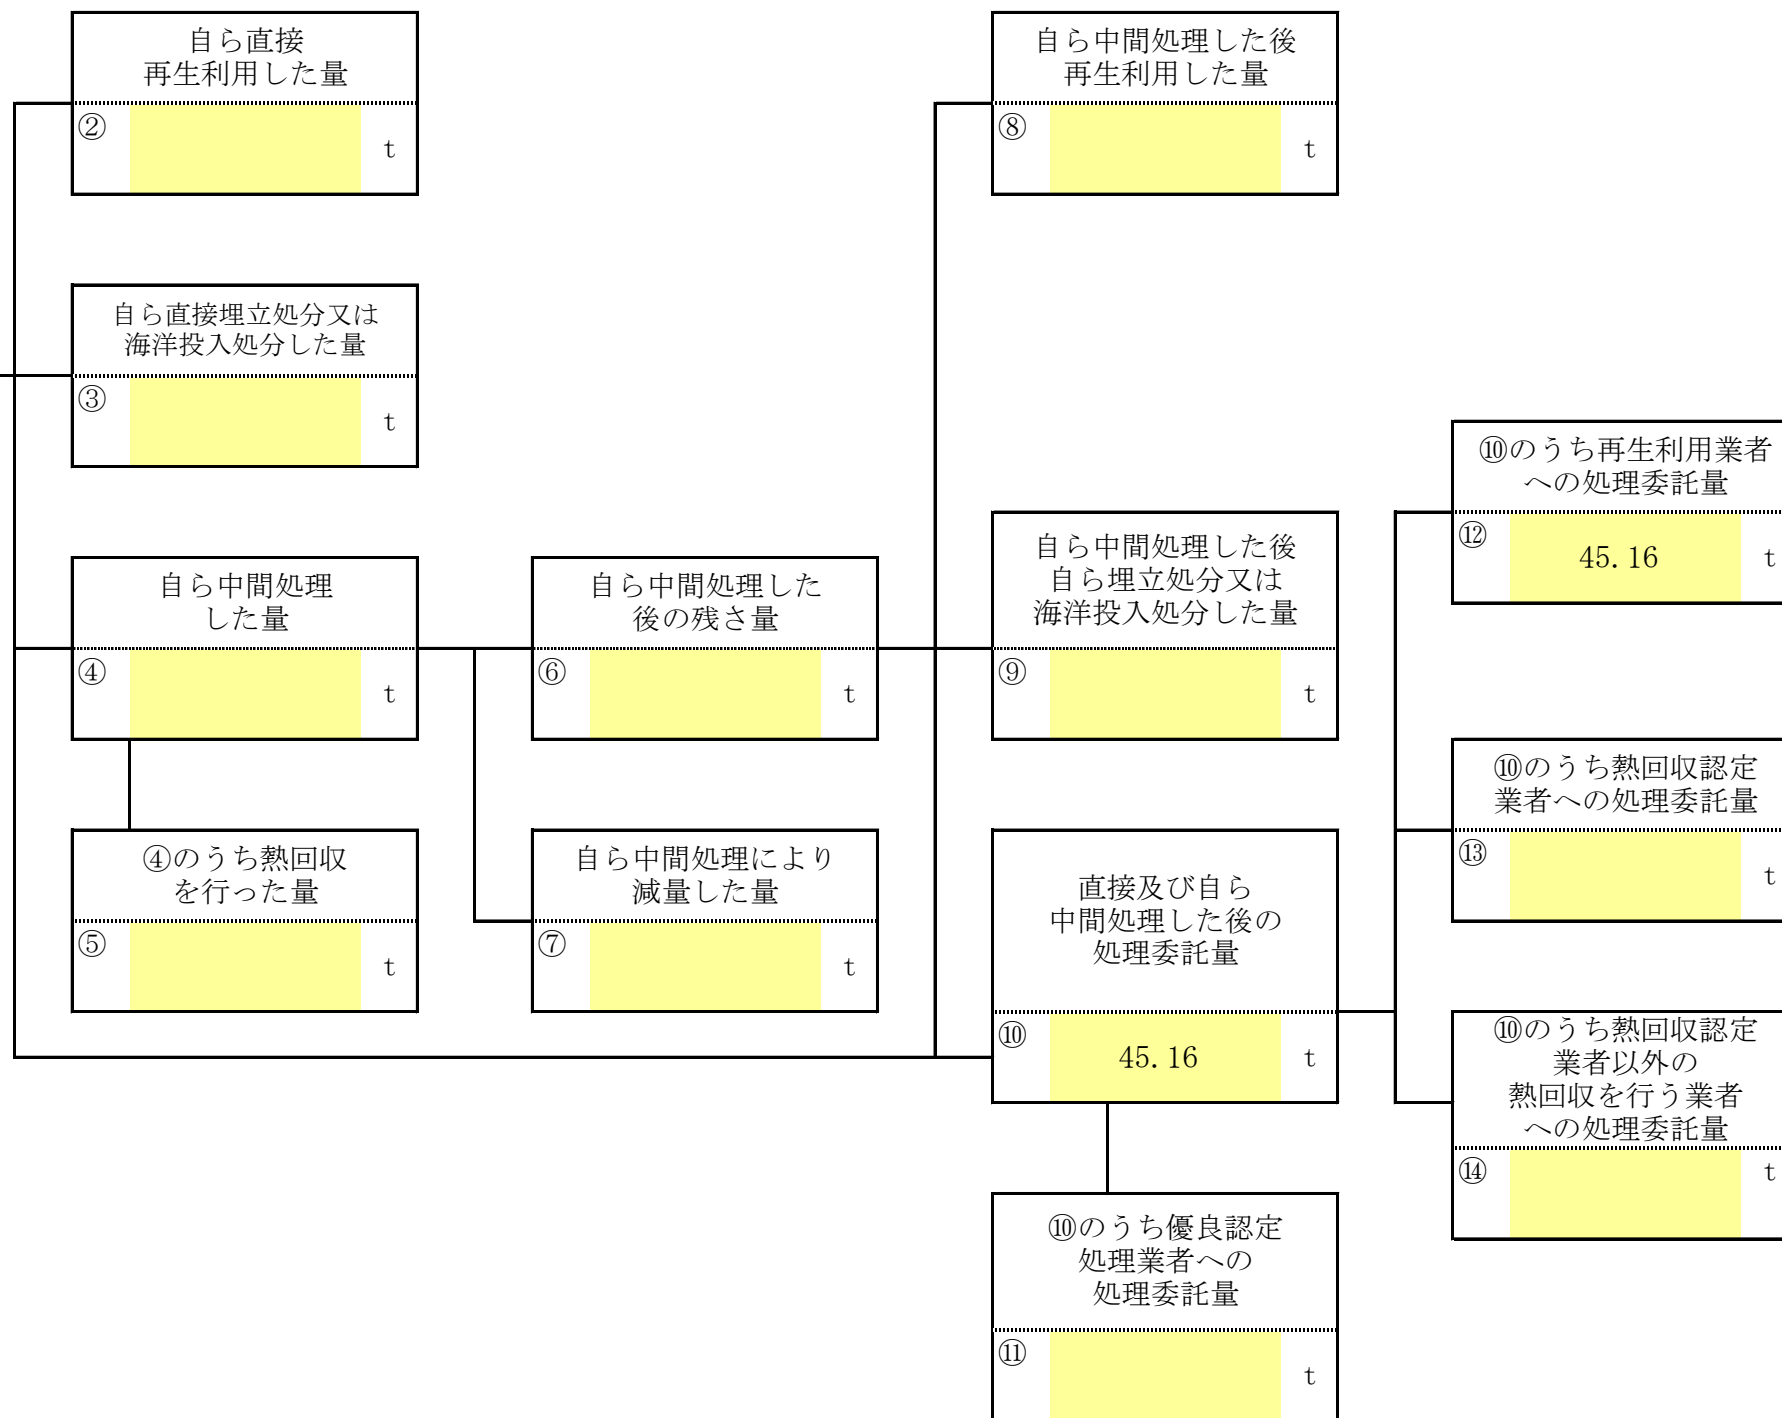 自ら直接
再生利用した量
② t
自ら中間処理した後
再生利用した量
⑧ t
自ら直接埋立処分又は
海洋投入処分した量
③ t
⑩のうち再生利用業者
への処理委託量
⑫ 45.16 t
自ら中間処理
した量
④ t
自ら中間処理した
後の残さ量
⑥ t
自ら中間処理した後
自ら埋立処分又は
海洋投入処分した量
⑨ t
⑩のうち熱回収認定
業者への処理委託量
⑬ t
④のうち熱回収
を行った量
⑤ t
自ら中間処理により
減量した量
⑦ t
直接及び自ら
中間処理した後の
処理委託量
⑩ 45.16 t
⑩のうち熱回収認定
業者以外の
熱回収を行う業者
への処理委託量
⑭ t
⑩のうち優良認定
処理業者への
処理委託量
⑪ t